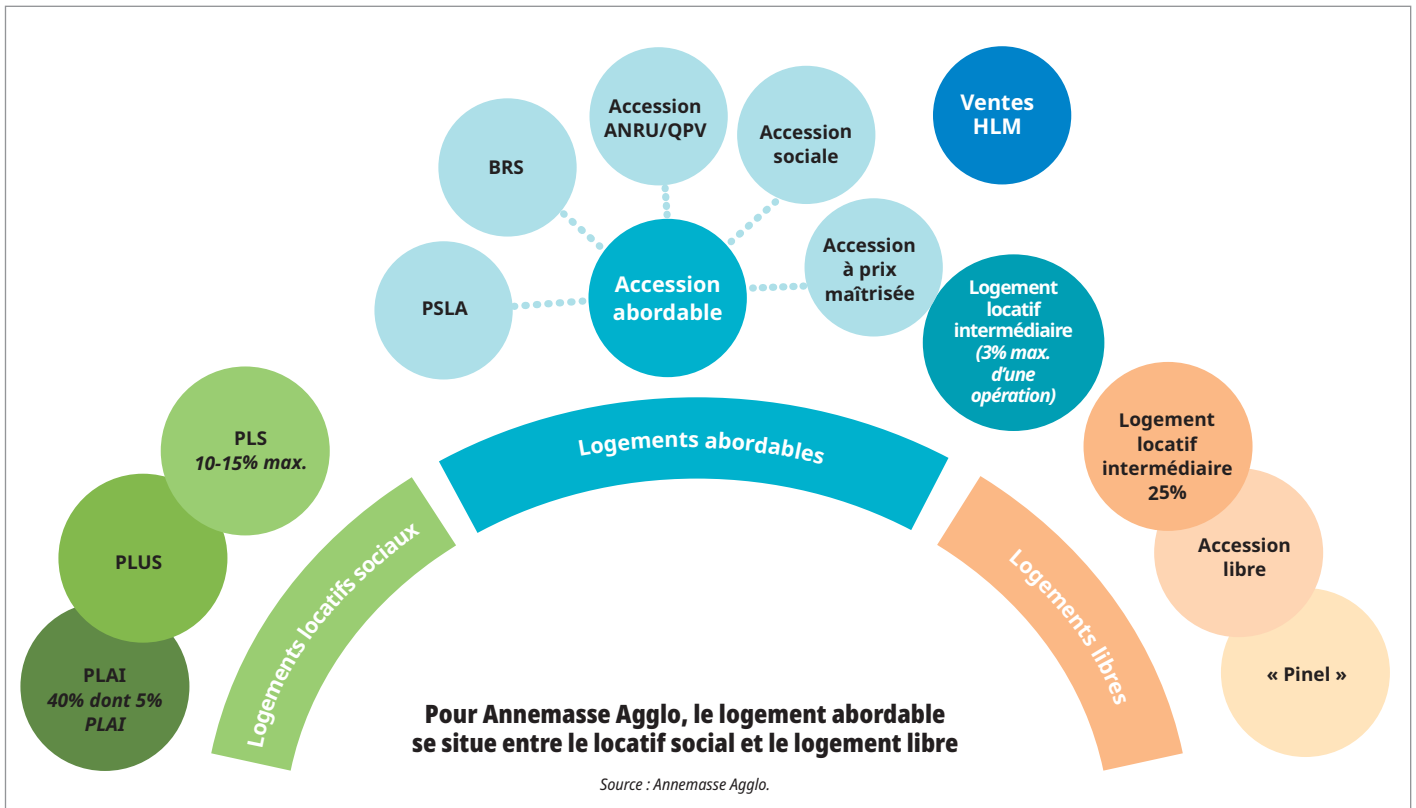 Accession
ANRU/QPV
Accession
sociale
Ventes
HLM
BRS
PSLA
Accession
abordable
Accession
à prix
maîtrisée
Logement
locatif
intermédiaire
(3% max.
d'une
opération)
PLS
10-15% max.
PLUS
PLAI
40% dont 5%
PLAI
Logements locatifs sociaux
Logements abordables
Logements libres
Logement
locatif
intermédiaire
25%
Accession
libre
« Pinel »
Pour Annemasse Agglo, le logement abordable
se situe entre le locatif social et le logement libre
Source : Annemasse Agglo.